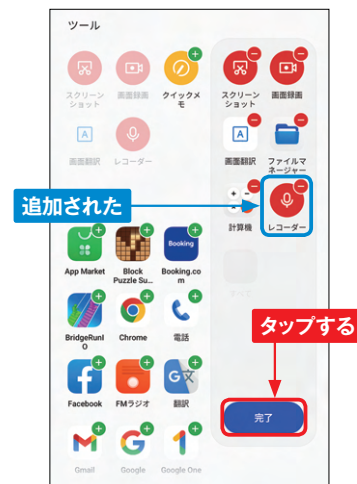 ツール
スクリーン
ショット
画面録画
クイックメ
モ
画面翻訳
レコーダー
スクリーン
ショット
画面録画
画面翻訳
ファイルマ
ネージャー
計算機
レコーダー
すべて
追加された
App Market
Block
Puzzle Su...
Booking
Booking.co
m
BridgeRunI
O
Chrome
電話
Facebook
FMラジオ
翻訳
Gmail
Google
Google One
タップする
完了